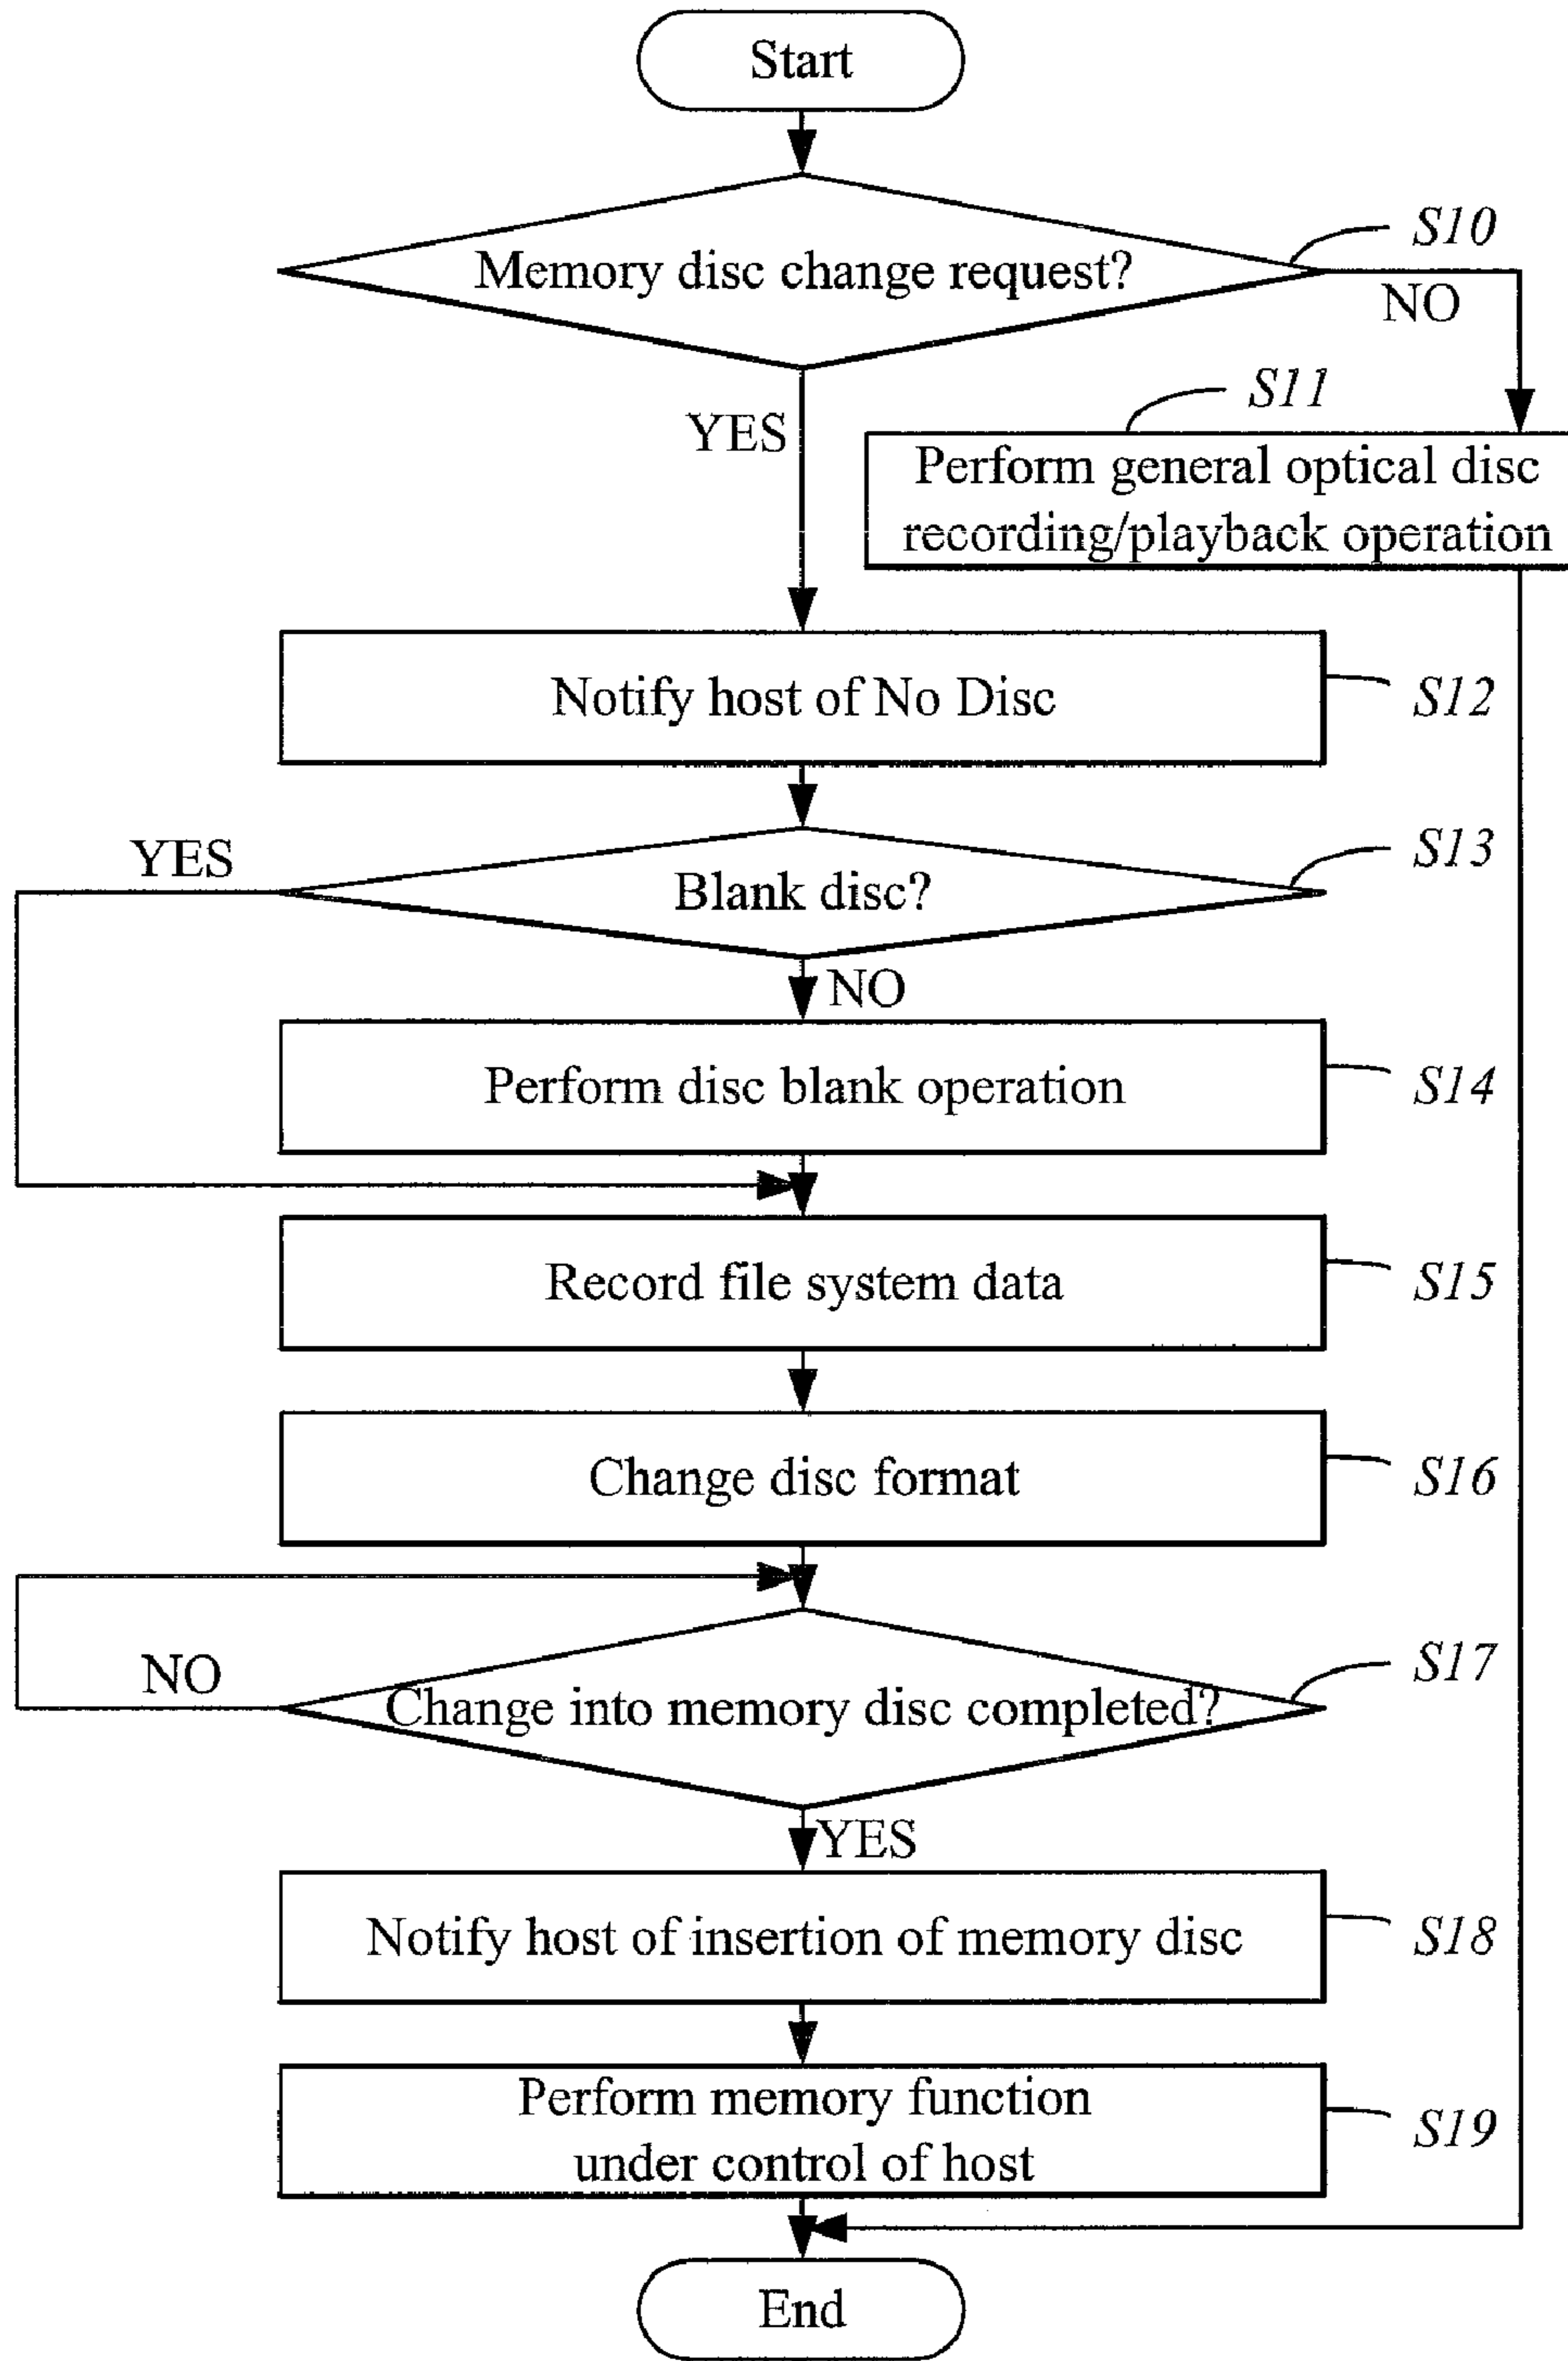 Start
Memory disc change request?
S10
NO
YES
S11
Perform general optical disc
recording/playback operation
Notify host of No Disc
S12
YES
Blank disc?
S13
NO
Perform disc blank operation
S14
Record file system data
S15
Change disc format
S16
NO
Change into memory disc completed?
S17
YES
Notify host of insertion of memory disc
S18
Perform memory function
under control of host
S19
End